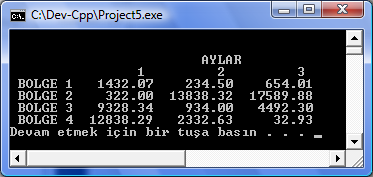 C:\Dev-Cpp\Project5.exe
AYLAR
1 2 3
BOLGE 1 1432.07 234.50 654.01
BOLGE 2 322.00 13838.32 17589.88
BOLGE 3 9328.34 934.00 4492.30
BOLGE 4 12838.29 2332.63 32.93
Devam etmek için bir tuşa basın . . . _